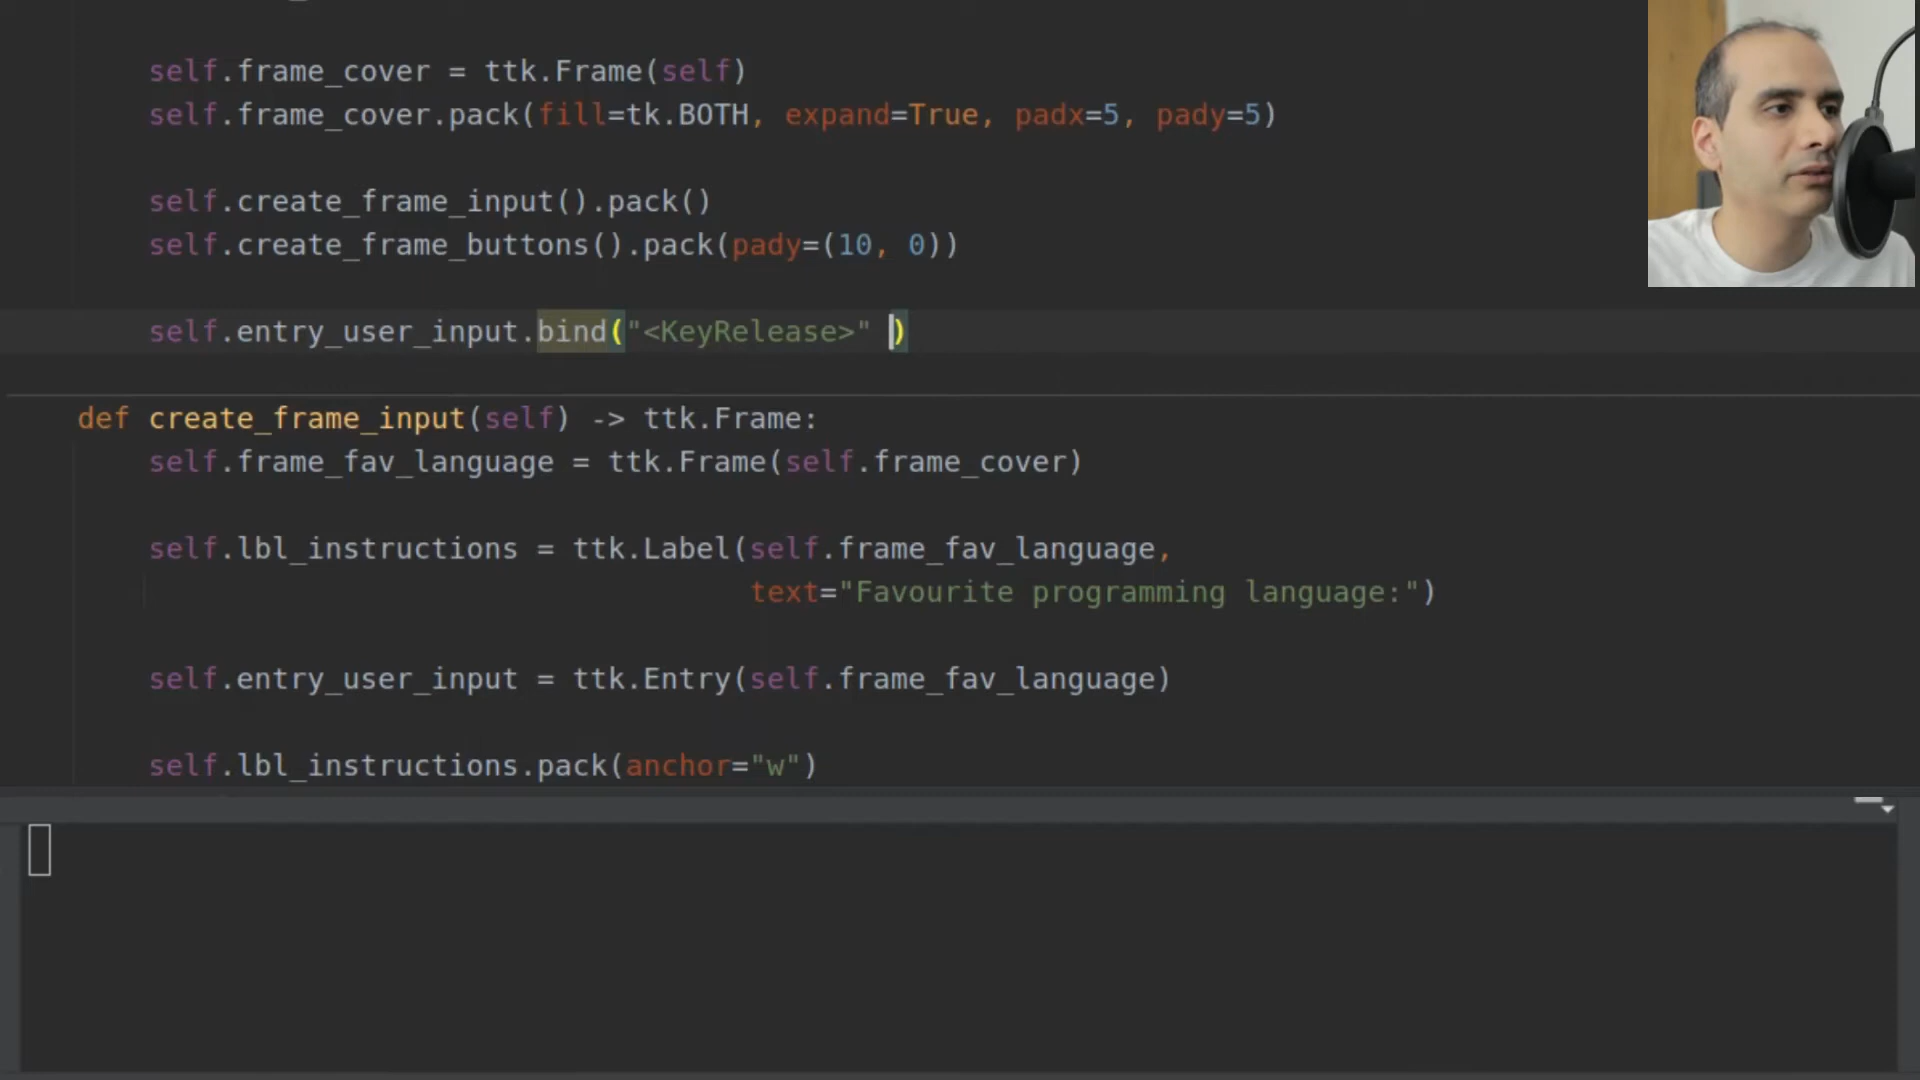 self.frame_cover = ttk.Frame(self)
self.frame_cover.pack(fill=tk.BOTH, expand=True, padx=5, pady=5)
self.create_frame_input().pack()
self.create_frame_buttons().pack(pady=(10, 0))
self.entry_user_input.bind("<KeyRelease>" )
def create_frame_input(self) -> ttk.Frame:
self.frame_fav_language = ttk.Frame(self.frame_cover)
self.lbl_instructions = ttk.Label(self.frame_fav_language,
text="Favourite programming language:")
self.entry_user_input = ttk.Entry(self.frame_fav_language)
self.lbl_instructions.pack(anchor="w")